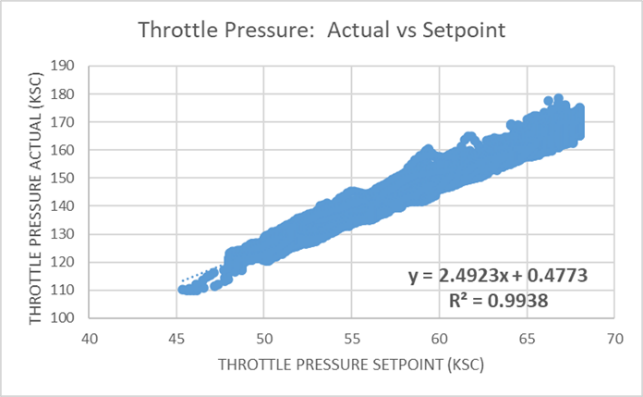 Throttle Pressure:  Actual vs Setpoint
THROTTLE PRESSURE ACTUAL (KSC)
190
180
170
160
150
140
130
120
110
100
y = 2.4923x + 0.4773
R² = 0.9938
40 45 50 55 60 65 70
THROTTLE PRESSURE SETPOINT (KSC)